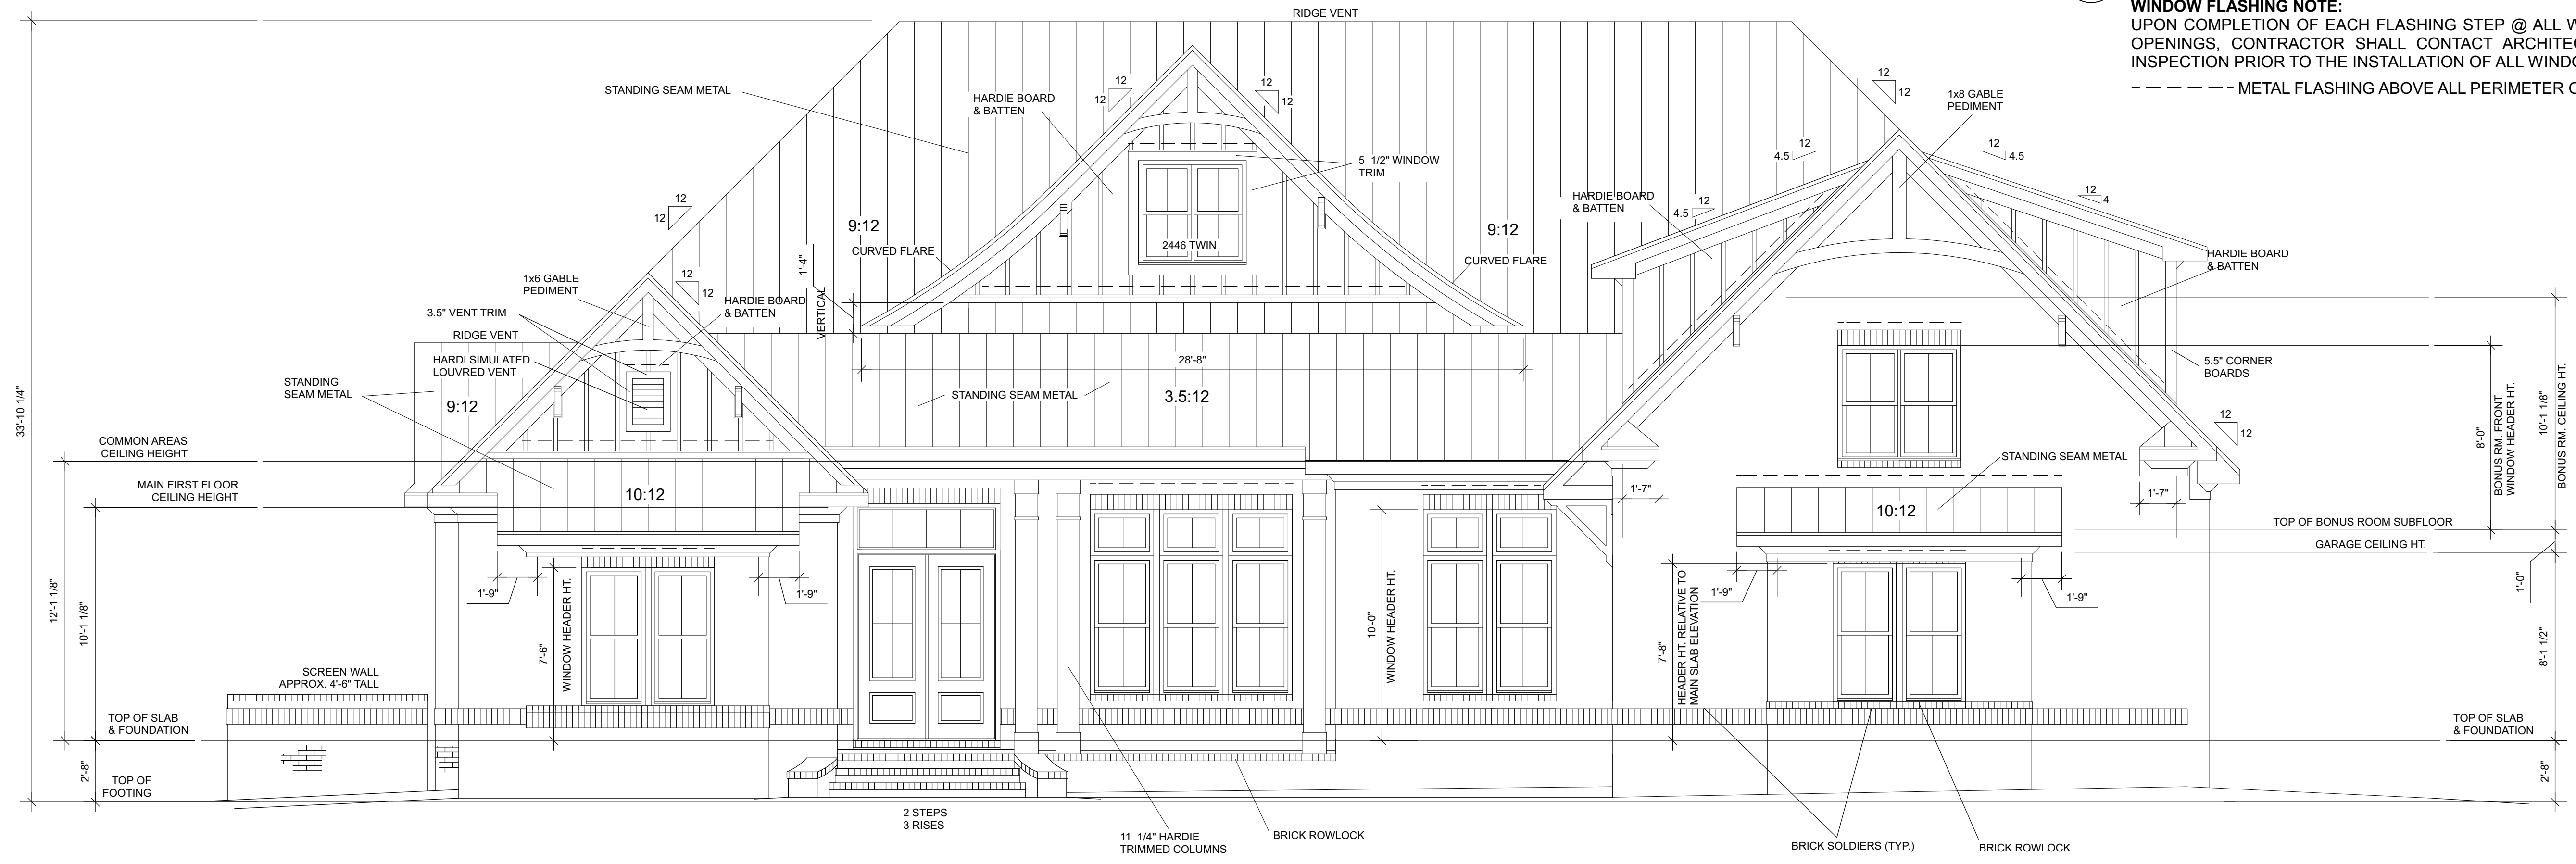 WINDOW FLASHING NOTE:
UPON COMPLETION OF EACH FLASHING STEP @ ALL
OPENINGS, CONTRACTOR SHALL CONTACT
INSPECTION PRIOR TO THE INSTALLATION OF ALL
METAL FLASHING ABOVE ALL PERIMETER
RIDGE VENT
STANDING SEAM METAL
HARDIE BOARD
& BATTEN
12
12
12
12
5 1/2" WINDOW
TRIM
2446 TWIN
12
12
1x8 GABLE
PEDIMENT
12
4.5
12
4.5
12
4.5
12
4
HARDIE BOARD
& BATTEN
HARDIE BOARD
& BATTEN
12
12
9:12
CURVED FLARE
9:12
CURVED FLARE
1'-4"
VERTICAL
12
12
1x6 GABLE
PEDIMENT
HARDIE BOARD
& BATTEN
3.5" VENT TRIM
RIDGE VENT
HARDI SIMULATED
LOUVRED VENT
STANDING
SEAM METAL
9:12
28'-8"
STANDING SEAM METAL
3.5:12
5.5" CORNER
BOARDS
12
12
33'-10 1/4"
COMMON AREAS
CEILING HEIGHT
MAIN FIRST FLOOR
CEILING HEIGHT
10:12
12'-1 1/8"
10'-1 1/8"
1'-9"
1'-9"
7'-6"
WINDOW HEADER HT.
10'-0"
WINDOW HEADER HT.
1'-7"
1'-7"
STANDING SEAM METAL
10:12
1'-9"
1'-9"
7'-8"
HEADER HT. RELATIVE TO
MAIN SLAB ELEVATION
8'-0"
BONUS RM. FRONT
WINDOW HEADER HT.
10'-1 1/8"
BONUS RM. CEILING HT.
TOP OF BONUS ROOM SUBFLOOR
GARAGE CEILING HT.
1'-0"
8'-1 1/2"
SCREEN WALL
APPROX. 4'-6" TALL
TOP OF SLAB
& FOUNDATION
TOP OF SLAB
& FOUNDATION
2'-8"
2'-8"
TOP OF
FOOTING
2 STEPS
3 RISES
11 1/4" HARDIE
TRIMMED COLUMNS
BRICK ROWLOCK
BRICK SOLDIERS (TYP.)
BRICK ROWLOCK